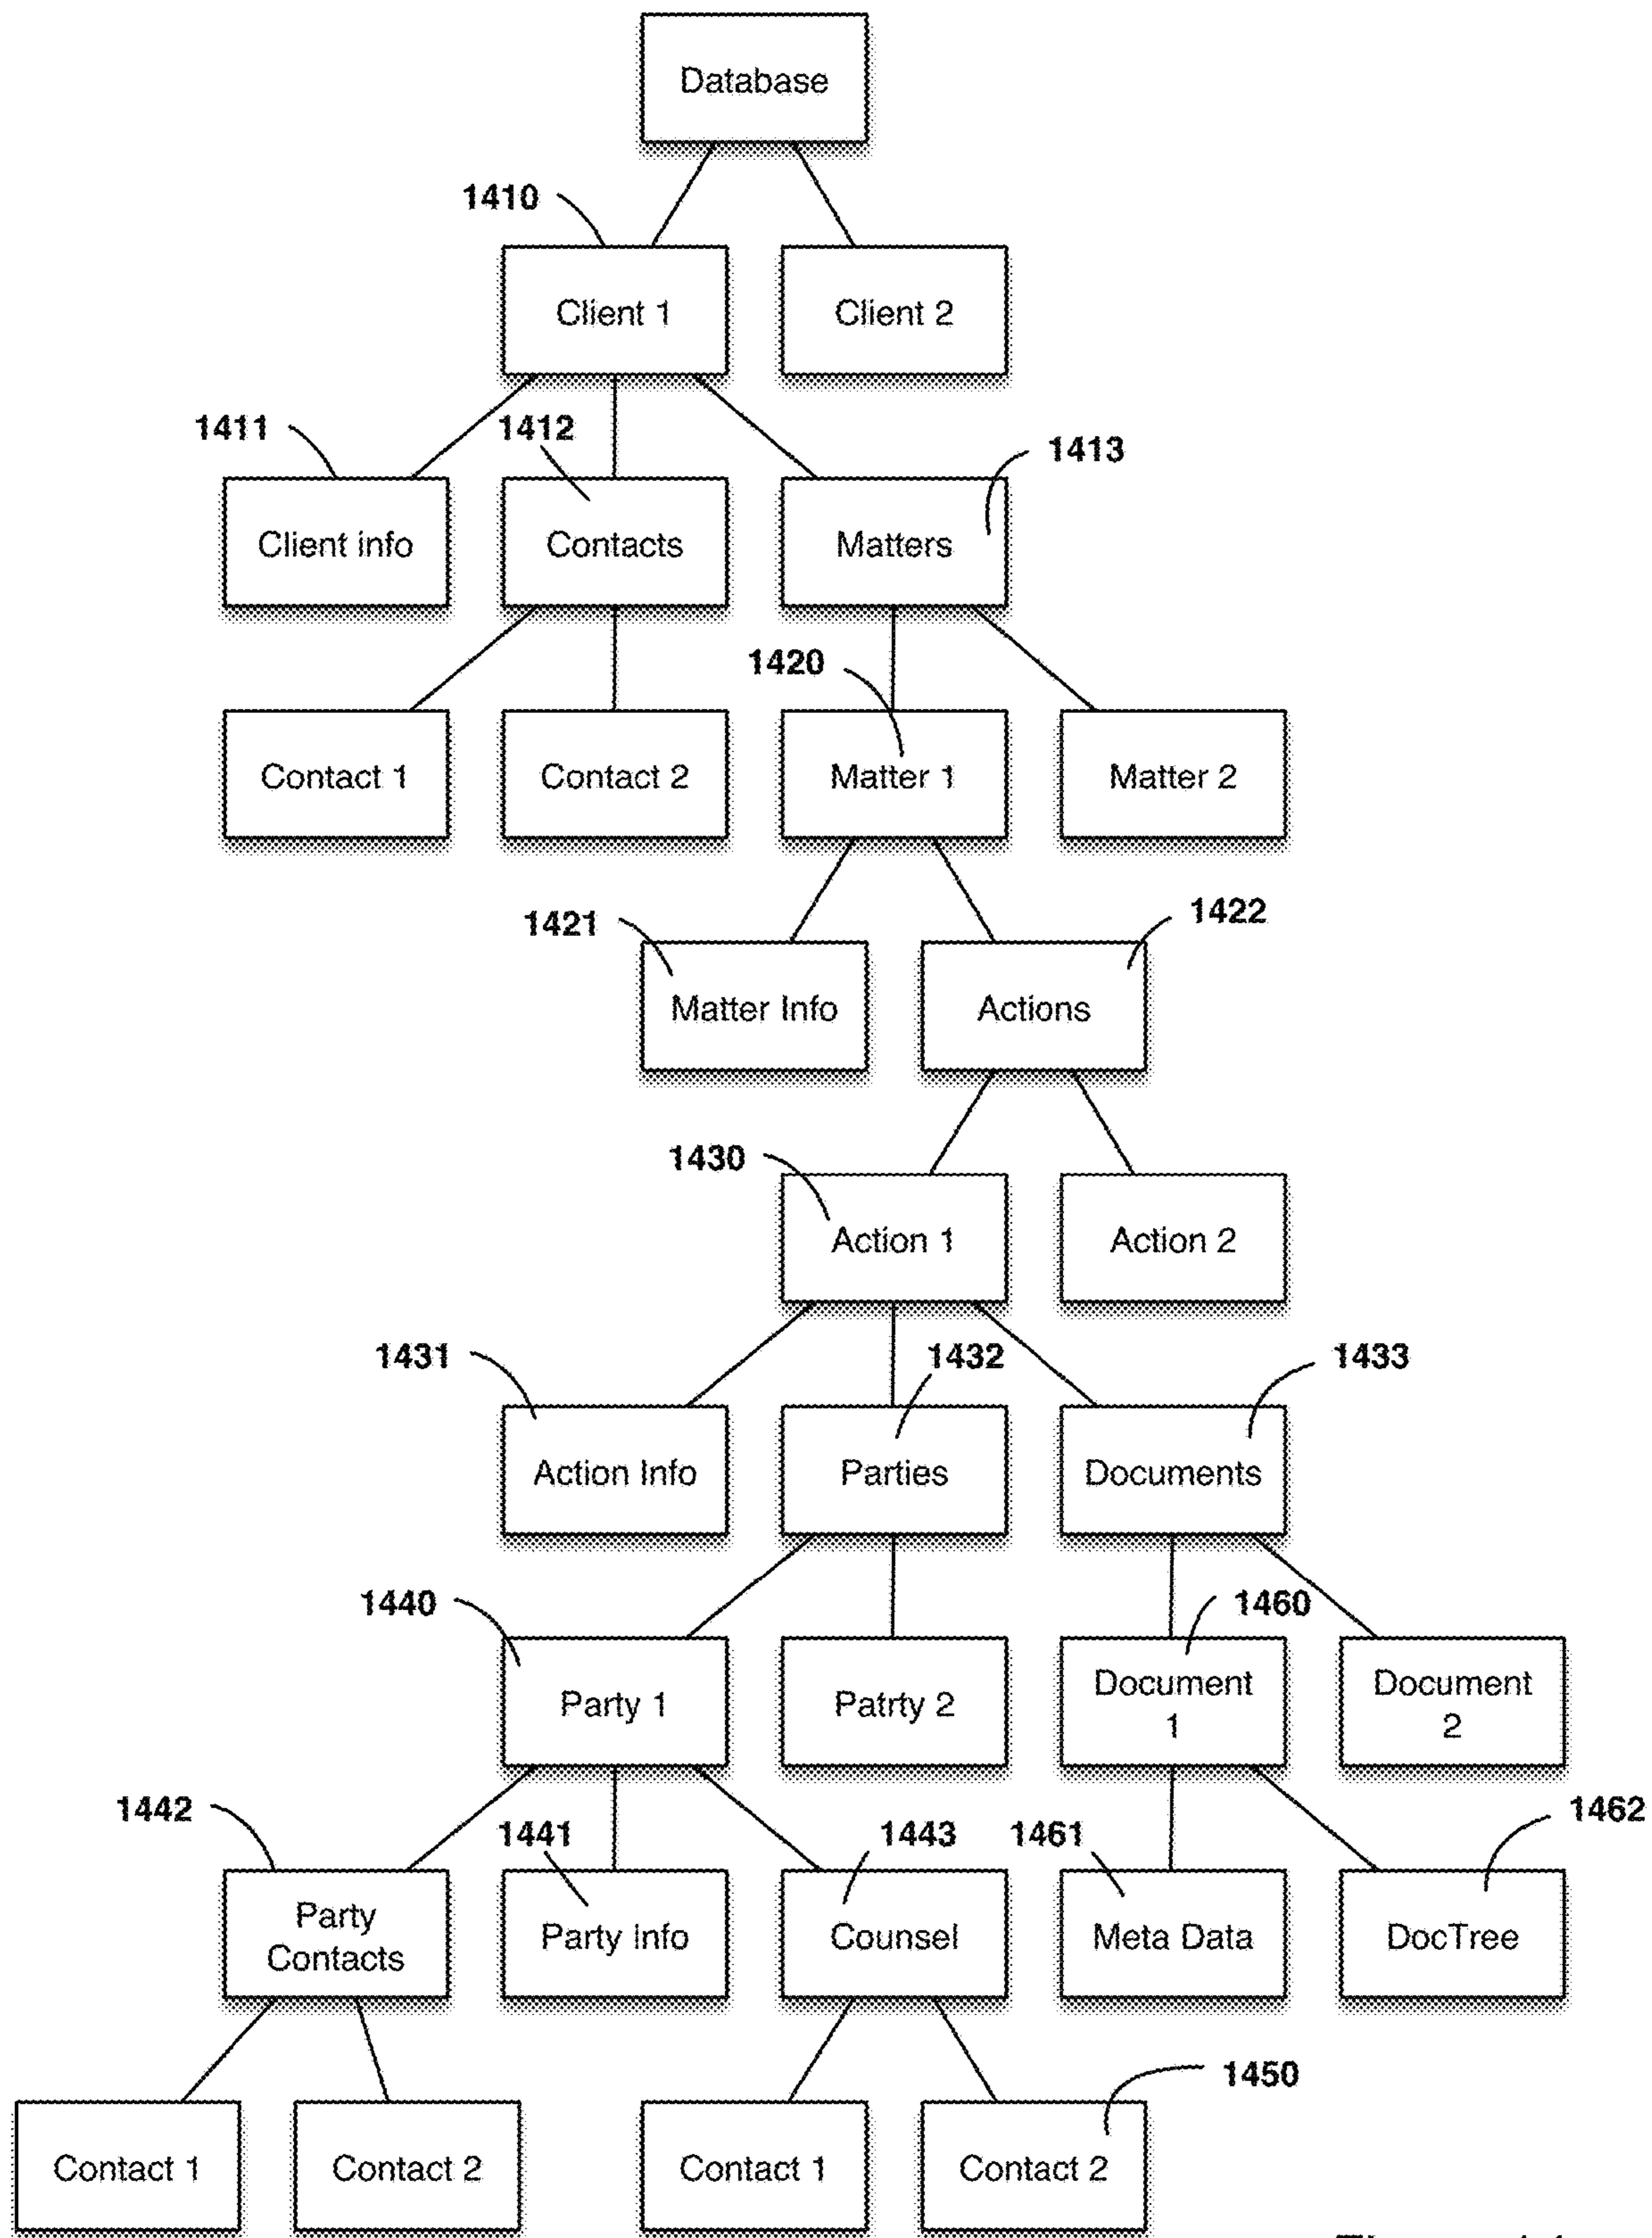 Database
1410
Client 1
Client 2
1411
1412
1413
Client info
Contacts
Matters
1420
Contact 1
Contact 2
Matter 1
Matter 2
1421
1422
Matter Info
Actions
1430
Action 1
Action 2
1431
1432
1433
Action Info
Parties
Documents
1440
1460
Party 1
Patrty 2
Document
1
Document
2
1442
1441
1443
1461
1462
Party
Contacts
Party Info
Counsel
Meta Data
DocTree
1450
Contact 1
Contact 2
Contact 1
Contact 2